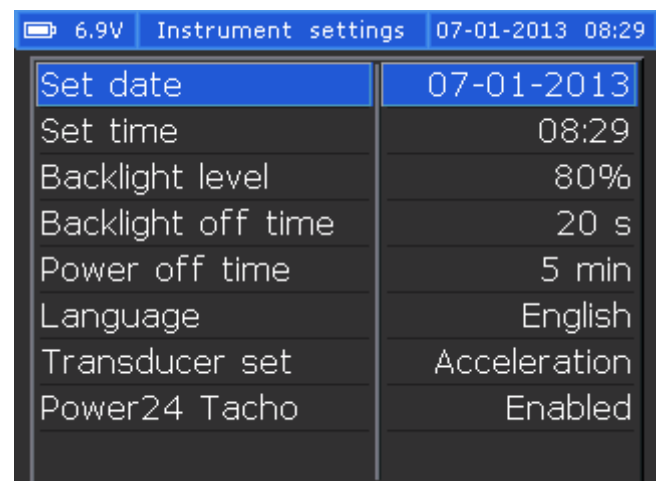 6.9V Instrument settings 07-01-2013 08:29
Set date 07-01-2013
Set time 08:29
Backlight level 80%
Backlight off time 20 s
Power off time 5 min
Language English
Transducer set Acceleration
Power24 Tacho Enabled